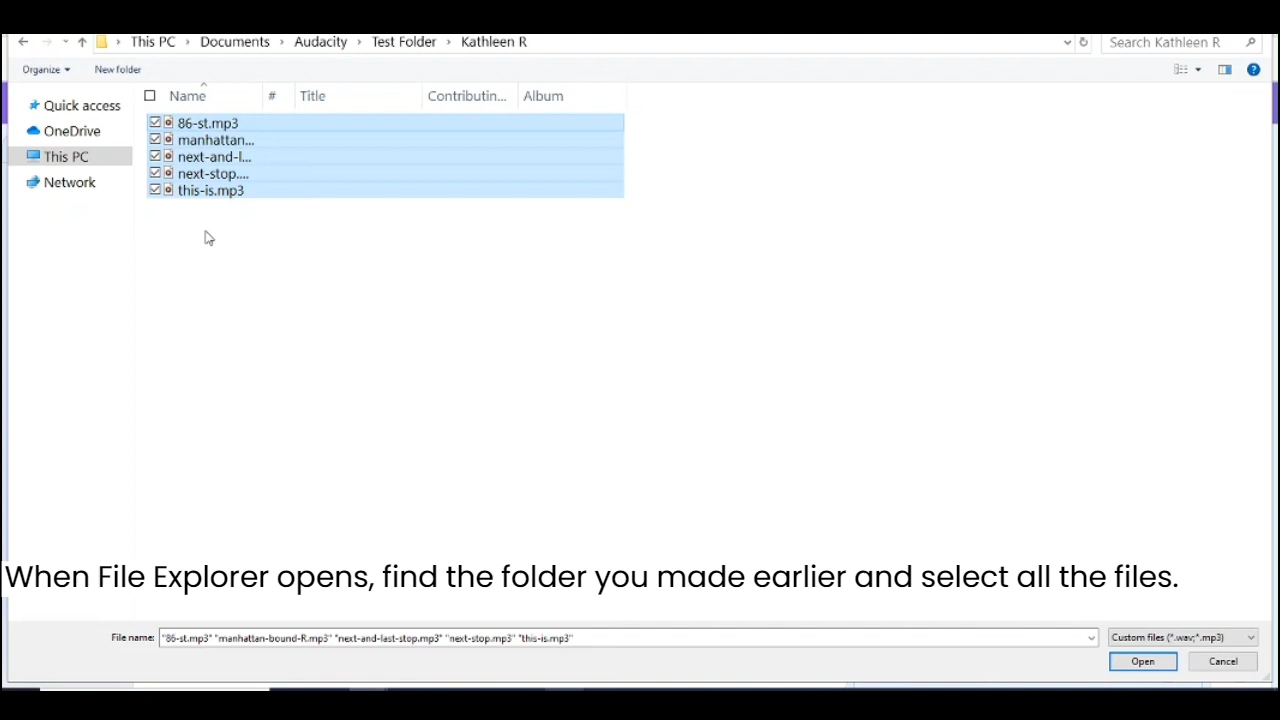 This PC > Documents > Audacity > Test Folder > Kathleen R
Search Kathleen R
Organize
New folder
Quick access
OneDrive
This PC
Network
Name # Title Contributin... Album
86-st.mp3
manhattan...
next-and-l...
next-stop....
this-is.mp3
When File Explorer opens, find the folder you made earlier and select all the files.
File name: "86-st.mp3" "manhattan-bound-R.mp3" "next-and-last-stop.mp3" "next-stop.mp3" "this-is.mp3"
Custom files (*.wav;*.mp3)
Open
Cancel